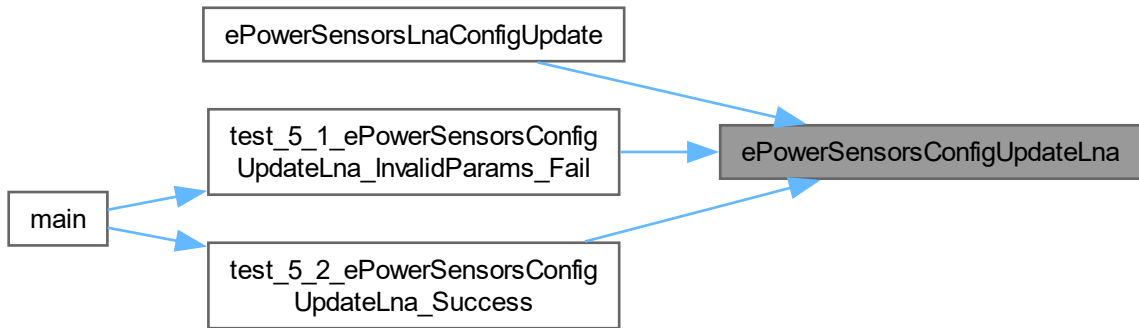 ePowerSensorsLnaConfigUpdate
test_5_1_ePowerSensorsConfig
UpdateLna_InvalidParams_Fail
ePowerSensorsConfigUpdateLna
main
test_5_2_ePowerSensorsConfig
UpdateLna_Success